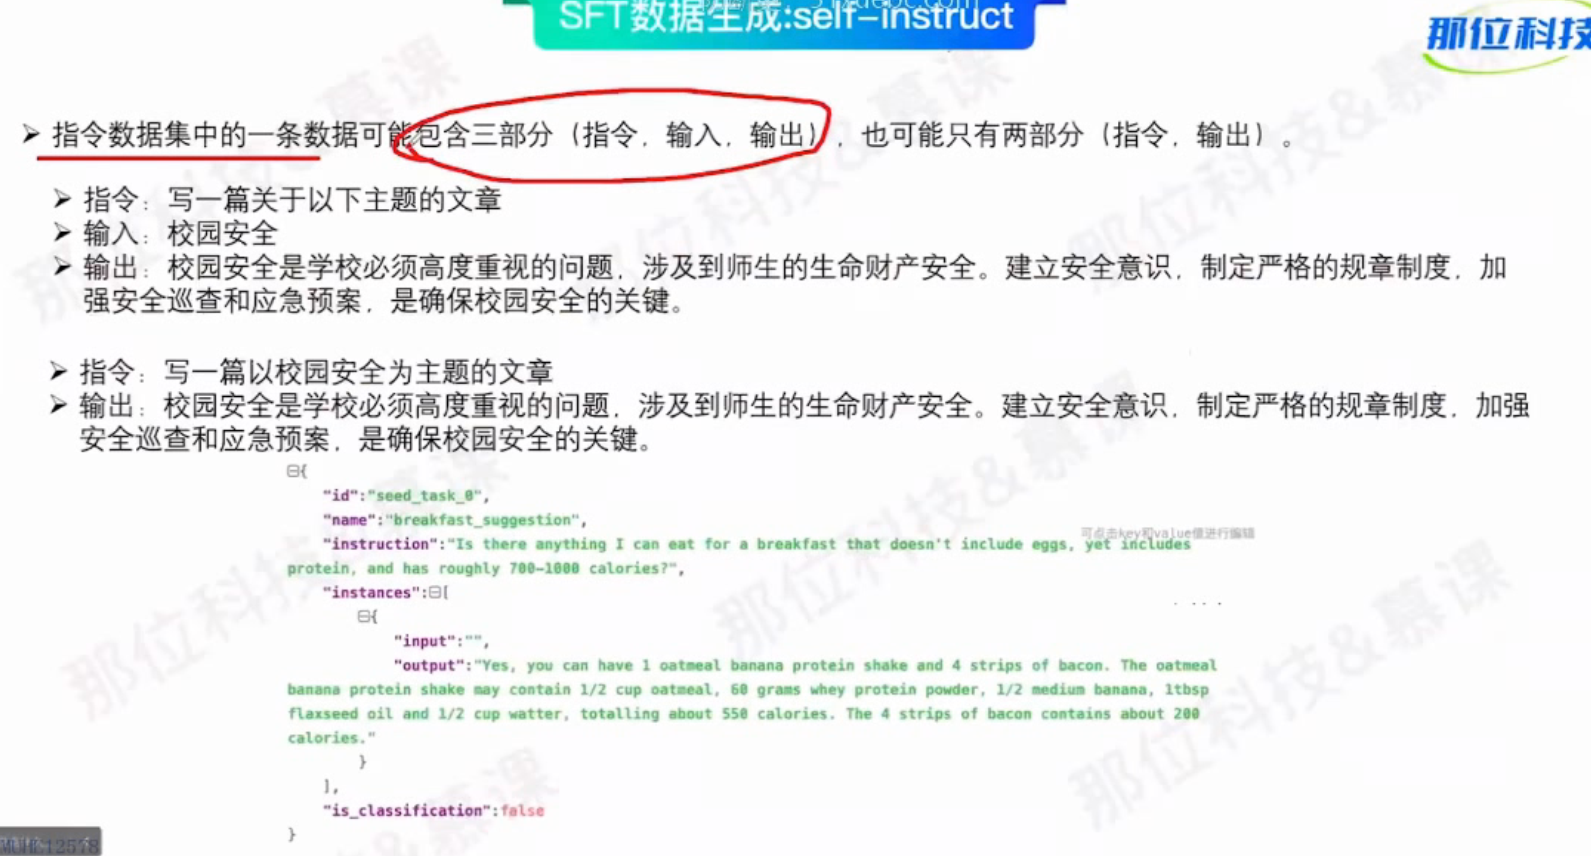 SFT数据生成:self-instruct
那位科技
指令数据集中的一条数据可能包含三部分（指令，输入，输出），也可能只有两部分（指令，输出）。
指令：写一篇关于以下主题的文章
输入：校园安全
输出：校园安全是学校必须高度重视的问题，涉及到师生的生命财产安全。建立安全意识，制定严格的规章制度，加
强安全巡查和应急预案，是确保校园安全的关键。
指令：写一篇以校园安全为主题的文章
输出：校园安全是学校必须高度重视的问题，涉及到师生的生命财产安全。建立安全意识，制定严格的规章制度，加强
安全巡查和应急预案，是确保校园安全的关键。
{
"id":"seed_task_0",
"name":"breakfast_suggestion",
可点击key和value值进行编辑
"instruction":"Is there anything I can eat for a breakfast that doesn't include eggs, yet includes
protein, and has roughly 700-1000 calories?",
"instances":[
{
"input":"",
"output":"Yes, you can have 1 oatmeal banana protein shake and 4 strips of bacon. The oatmeal
banana protein shake may contain 1/2 cup oatmeal, 60 grams whey protein powder, 1/2 medium banana, 1tbsp
flaxseed oil and 1/2 cup watter, totalling about 550 calories. The 4 strips of bacon contains about 200
calories."
}
],
"is_classification":false
}
那位科技&慕课